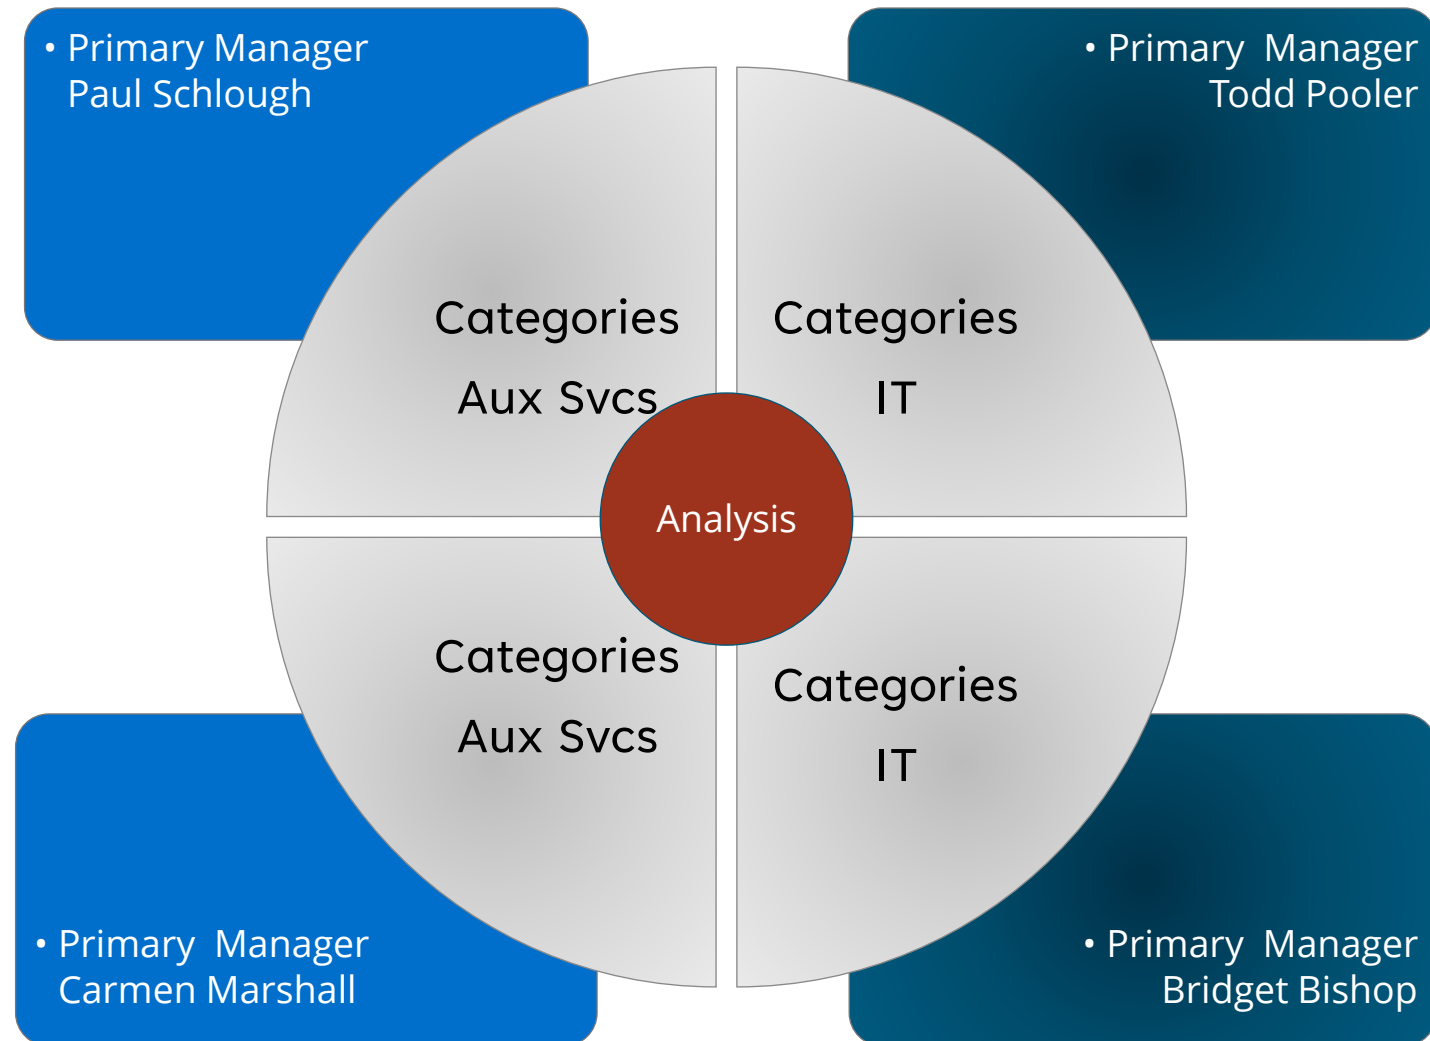 • Primary Manager
Paul Schlough
• Primary Manager
Todd Pooler
Categories
Aux Svcs
Categories
IT
Analysis
Categories
Aux Svcs
Categories
IT
• Primary Manager
Carmen Marshall
• Primary Manager
Bridget Bishop